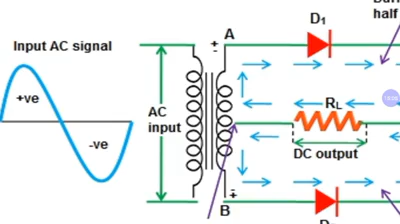 Input AC signal
+ve
-ve
AC
input
A
D1
half
RL
DC output
B
D